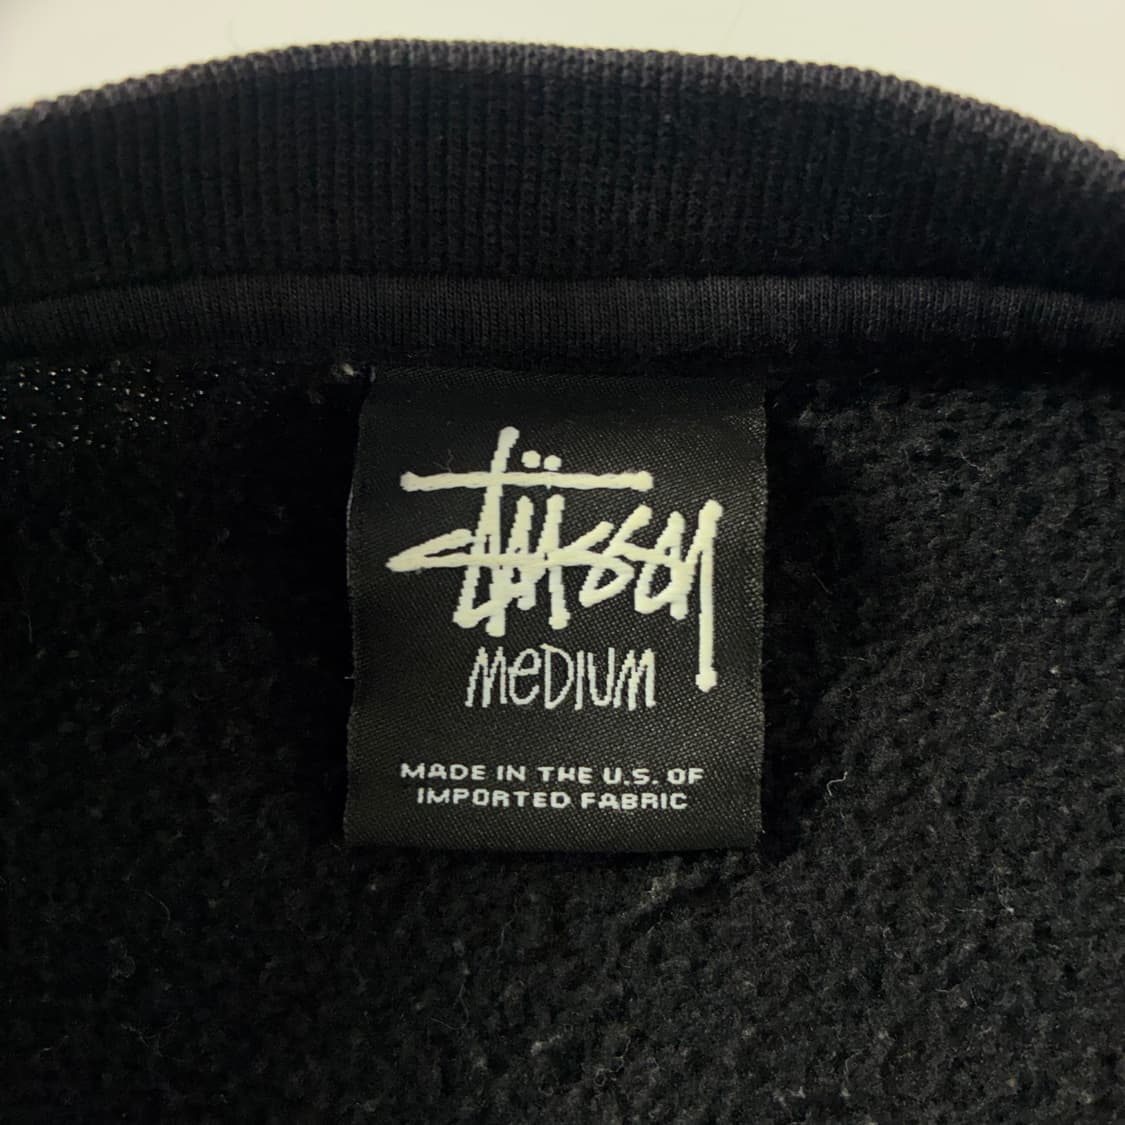 Stüssy
MeDIUM
MADE IN THE U.S. OF
IMPORTED FABRIC